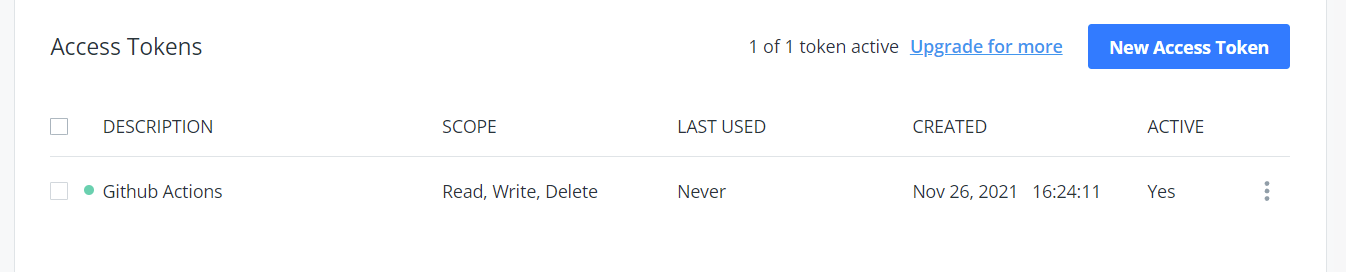 Access Tokens 1 of 1 token active Upgrade for more New Access Token
DESCRIPTION SCOPE LAST USED CREATED ACTIVE
Github Actions Read, Write, Delete Never Nov 26, 2021 16:24:11 Yes